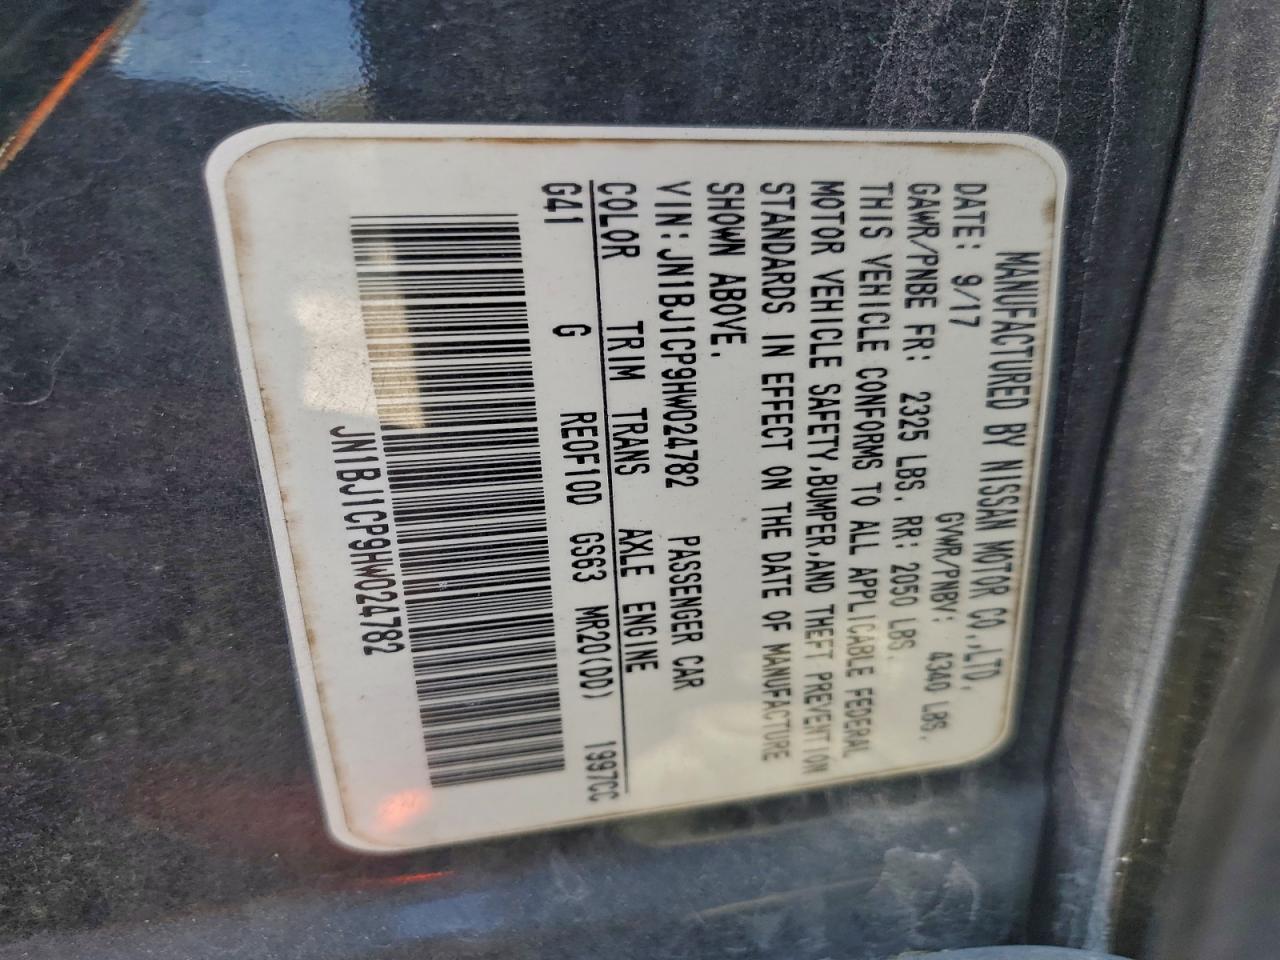 MANUFACTURED BY NISSAN MOTOR CO.,LTD.
DATE: 9/17 GVWR/PNBV: 4340 LBS.
GAWR/PNBE FR: 2325 LBS. RR: 2050 LBS.
THIS VEHICLE CONFORMS TO ALL APPLICABLE FEDERAL
MOTOR VEHICLE SAFETY,BUMPER,AND THEFT PREVENTION
STANDARDS IN EFFECT ON THE DATE OF MANUFACTURE
SHOWN ABOVE.
VIN:JN1BJ1CP9HW024782 PASSENGER CAR
COLOR TRIM TRANS AXLE ENGINE
G41 G RE0F10D GS63 MR20(DD) 1997CC
JN1BJ1CP9HW024782